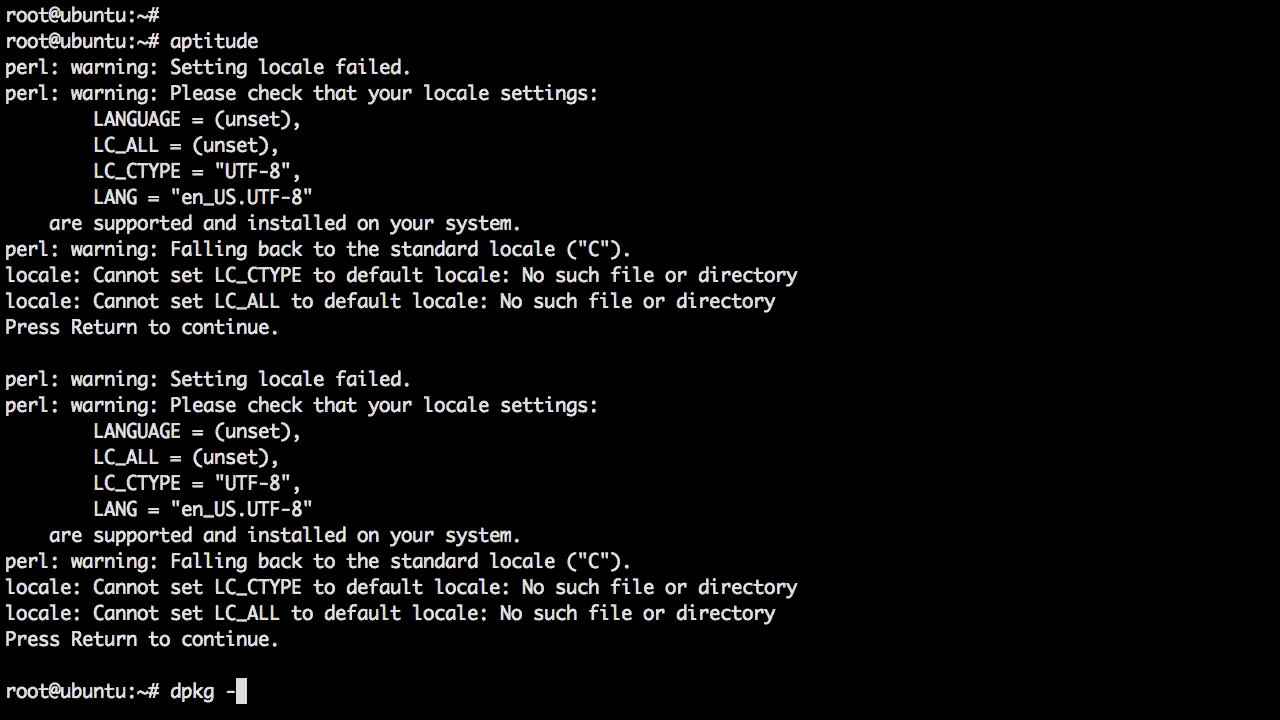 root@ubuntu:~#
root@ubuntu:~# aptitude
perl: warning: Setting locale failed.
perl: warning: Please check that your locale settings:
        LANGUAGE = (unset),
        LC_ALL = (unset),
        LC_CTYPE = "UTF-8",
        LANG = "en_US.UTF-8"
    are supported and installed on your system.
perl: warning: Falling back to the standard locale ("C").
locale: Cannot set LC_CTYPE to default locale: No such file or directory
locale: Cannot set LC_ALL to default locale: No such file or directory
Press Return to continue.

perl: warning: Setting locale failed.
perl: warning: Please check that your locale settings:
        LANGUAGE = (unset),
        LC_ALL = (unset),
        LC_CTYPE = "UTF-8",
        LANG = "en_US.UTF-8"
    are supported and installed on your system.
perl: warning: Falling back to the standard locale ("C").
locale: Cannot set LC_CTYPE to default locale: No such file or directory
locale: Cannot set LC_ALL to default locale: No such file or directory
Press Return to continue.

root@ubuntu:~# dpkg -